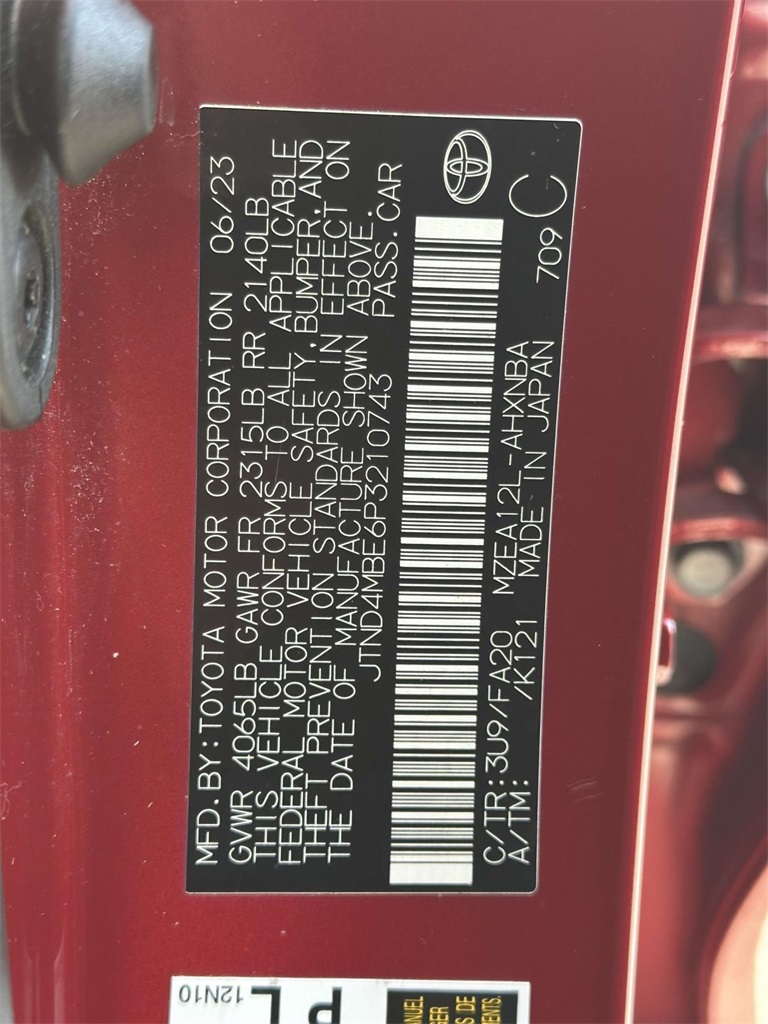 MFD.BY:TOYOTA MOTOR CORPORATION 06/23
GVWR 4065LB GAWR FR 2315LB RR 2140LB
THIS VEHICLE CONFORMS TO ALL APPLICABLE
FEDERAL MOTOR VEHICLE SAFETY,BUMPER,AND
THEFT PREVENTION STANDARDS IN EFFECT ON
THE DATE OF MANUFACTURE SHOWN ABOVE.
JTND4MBE6P3210743 PASS.CAR
C/TR:3U9/FA20 MZEA12L-AHXNBA 709 C
A/TM: /K121 MADE IN JAPAN
12N10